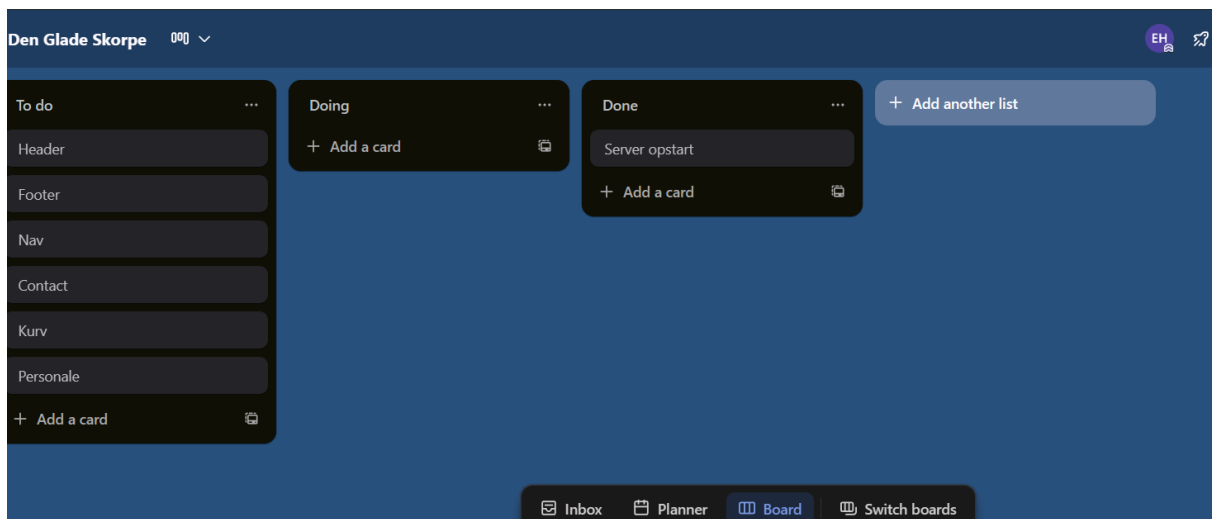 Den Glade Skorpe
EH
To do
Header
Footer
Nav
Contact
Kurv
Personale
+ Add a card
Doing
+ Add a card
Done
Server opstart
+ Add a card
+ Add another list
Inbox
Planner
Board
Switch boards